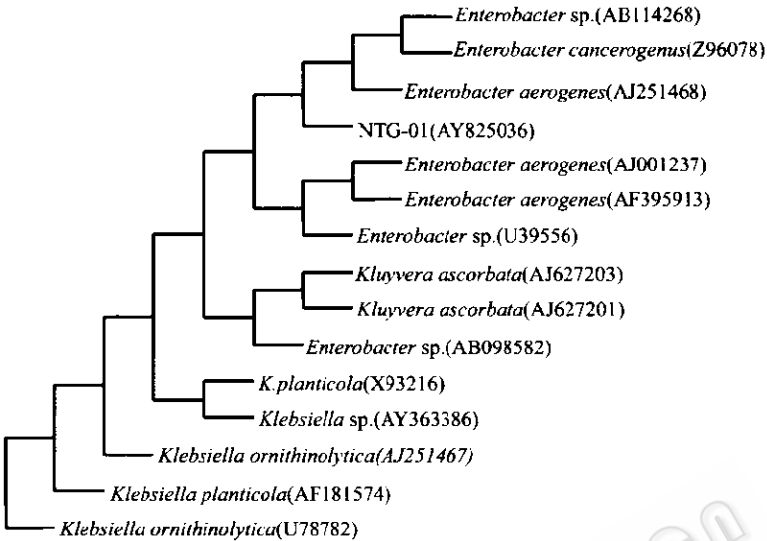 Enterobacter sp.(AB114268)
Enterobacter cancerogenus(Z96078)
Enterobacter aerogenes(AJ251468)
NTG-01(AY825036)
Enterobacter aerogenes(AJ001237)
Enterobacter aerogenes(AF395913)
Enterobacter sp.(U39556)
Kluyvera ascorbata(AJ627203)
Kluyvera ascorbata(AJ627201)
Enterobacter sp.(AB098582)
K.planticola(X93216)
Klebsiella sp.(AY363386)
Klebsiella ornithinolytica(AJ251467)
Klebsiella planticola(AF181574)
Klebsiella ornithinolytica(U78782)